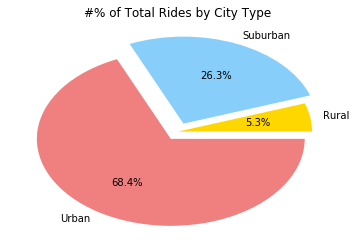 #% of Total Rides by City Type
Suburban
26.3%
Rural
5.3%
68.4%
Urban